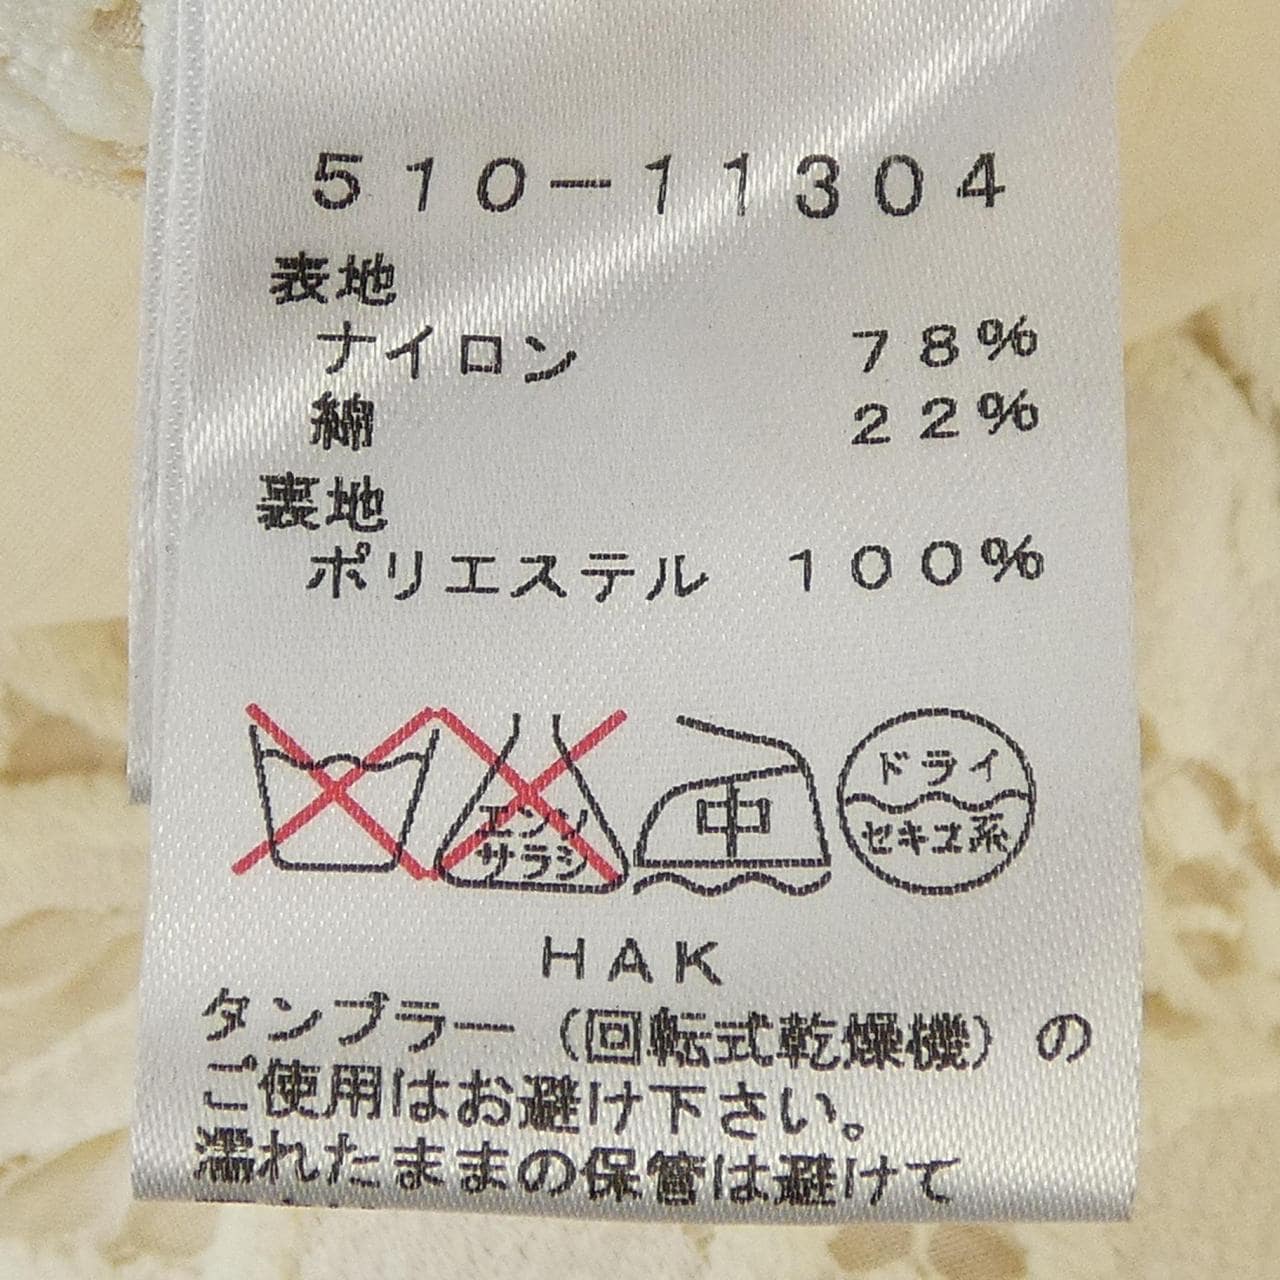 ５１０－１１３０４
表地
ナイロン ７８％
綿 ２２％
裏地
ポリエステル １００％
エンソ
サラシ
中
ドライ
セキユ系
ＨＡＫ
タンブラー（回転式乾燥機）の
ご使用はお避け下さい。
濡れたままの保管は避けて